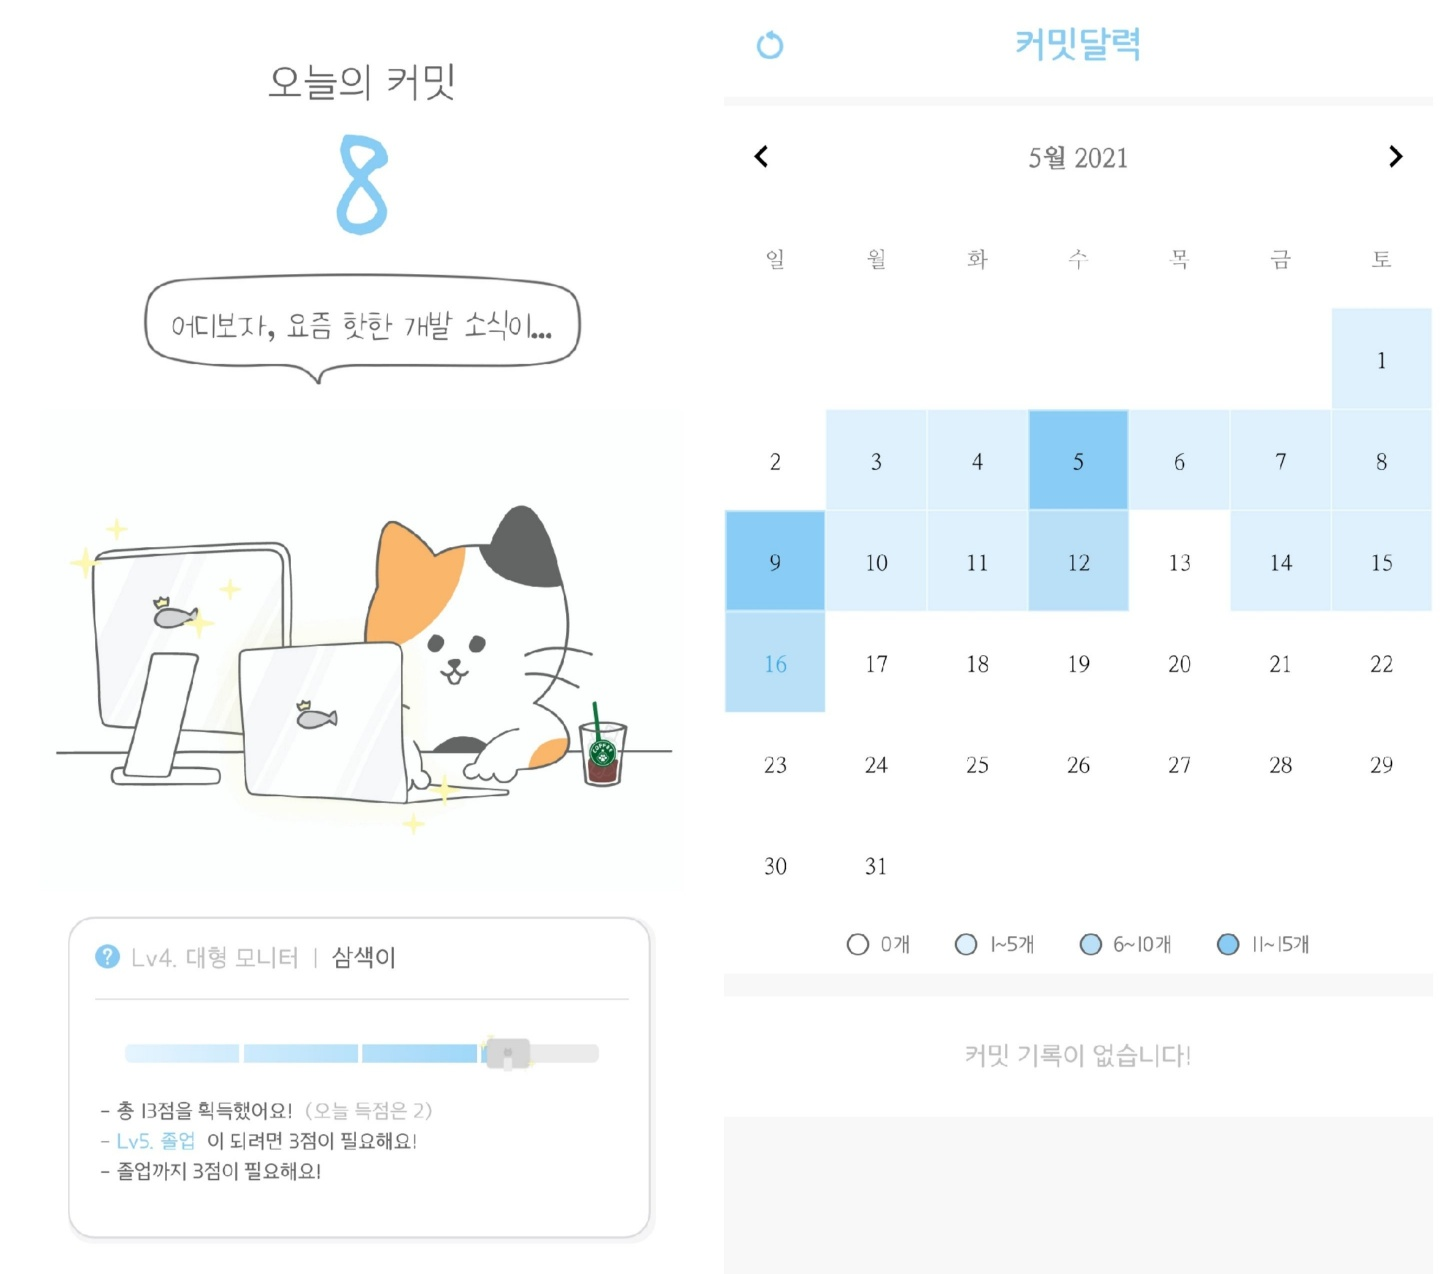 오늘의 커밋
8
어디보자, 요즘 핫한 개발 소식이...
COFFEE
? Lv4. 대형 모니터 | 삼색이
- 총 13점을 획득했어요! (오늘 득점은 2)
- Lv5. 졸업 이 되려면 3점이 필요해요!
- 졸업까지 3점이 필요해요!
커밋달력
5월 2021
일 월 화 수 목 금 토
1
2 3 4 5 6 7 8
9 10 11 12 13 14 15
16 17 18 19 20 21 22
23 24 25 26 27 28 29
30 31
0개 1~5개 6~10개 11~15개
커밋 기록이 없습니다!